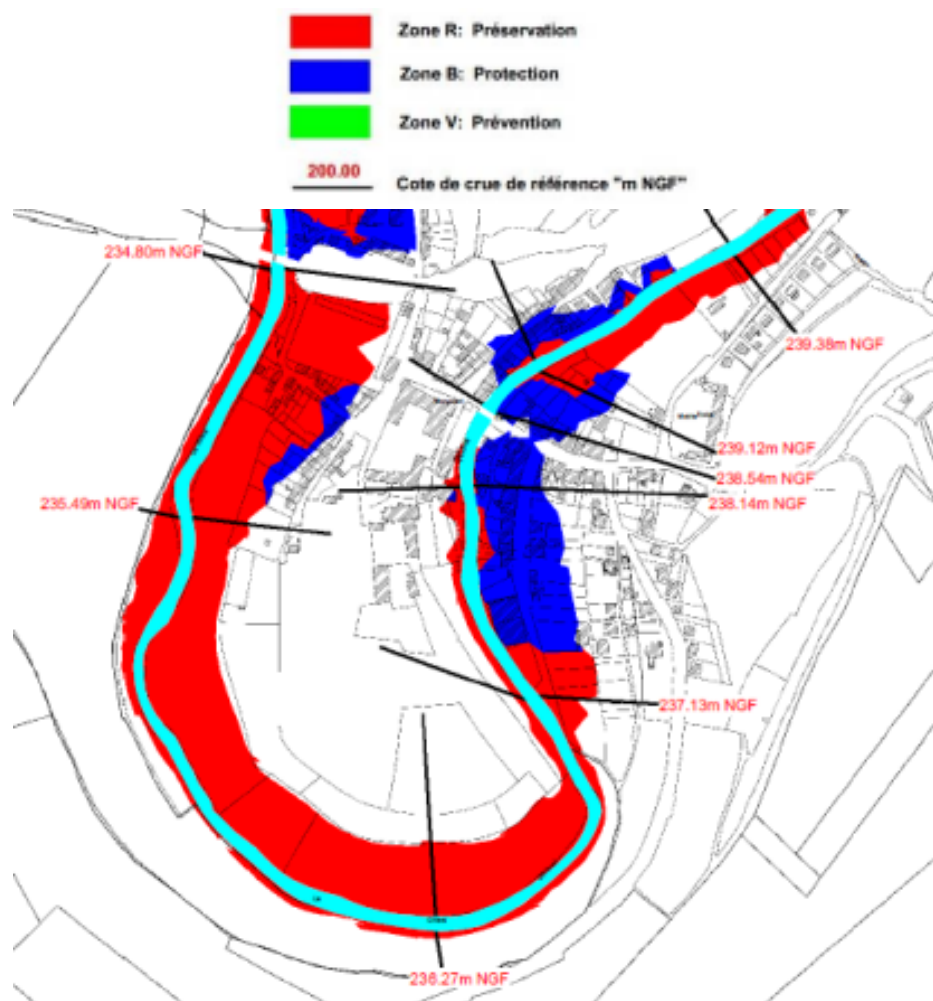 Zone R: Préservation
Zone B: Protection
Zone V: Prévention
200.00
Cote de crue de référence "m NGF"
234.80m NGF
239.38m NGF
239.12m NGF
238.54m NGF
238.14m NGF
235.49m NGF
237.13m NGF
236.27m NGF